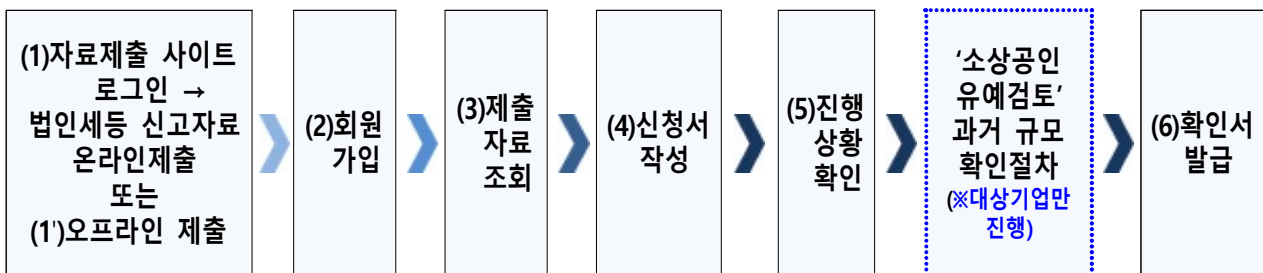 (1)자료제출 사이트
로그인 →
법인세등 신고자료
온라인제출
또는
(1')오프라인 제출
(2)회원
가입
(3)제출
자료
조회
(4)신청서
작성
(5)진행
상황
확인
‘소상공인
유예검토’
과거 규모
확인절차
(※대상기업만
진행)
(6)확인서
발급